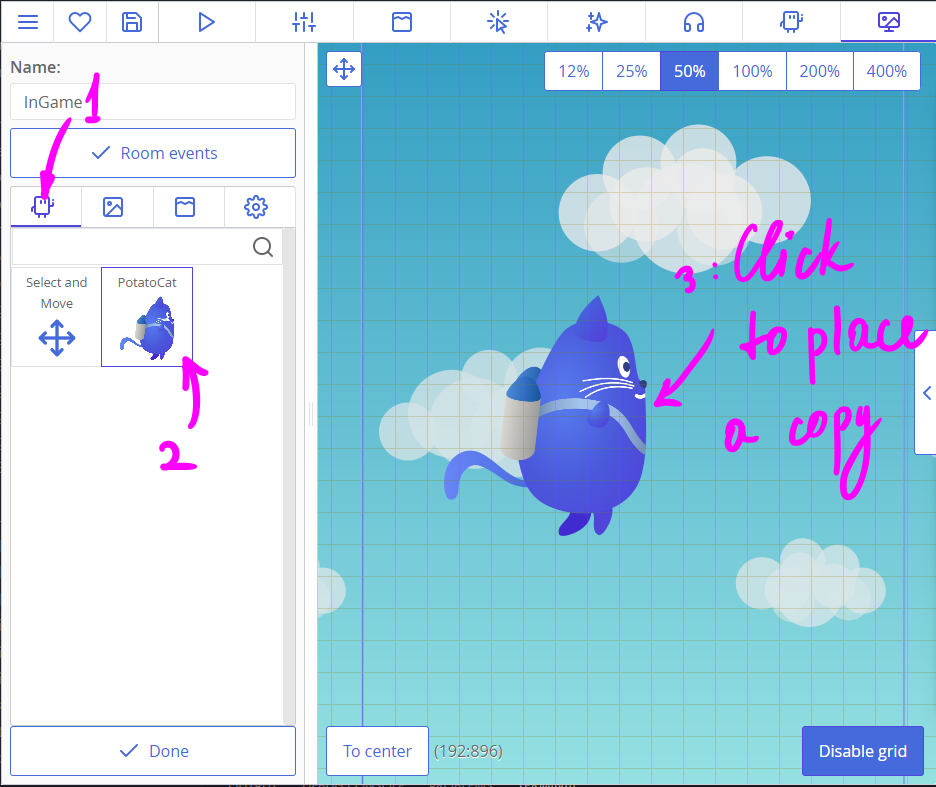 Name:
InGame
1
Room events
12% 25% 50% 100% 200% 400%
Select and
Move
PotatoCat
2
3: Click
to place
a copy
Done
To center
(192:896)
Disable grid